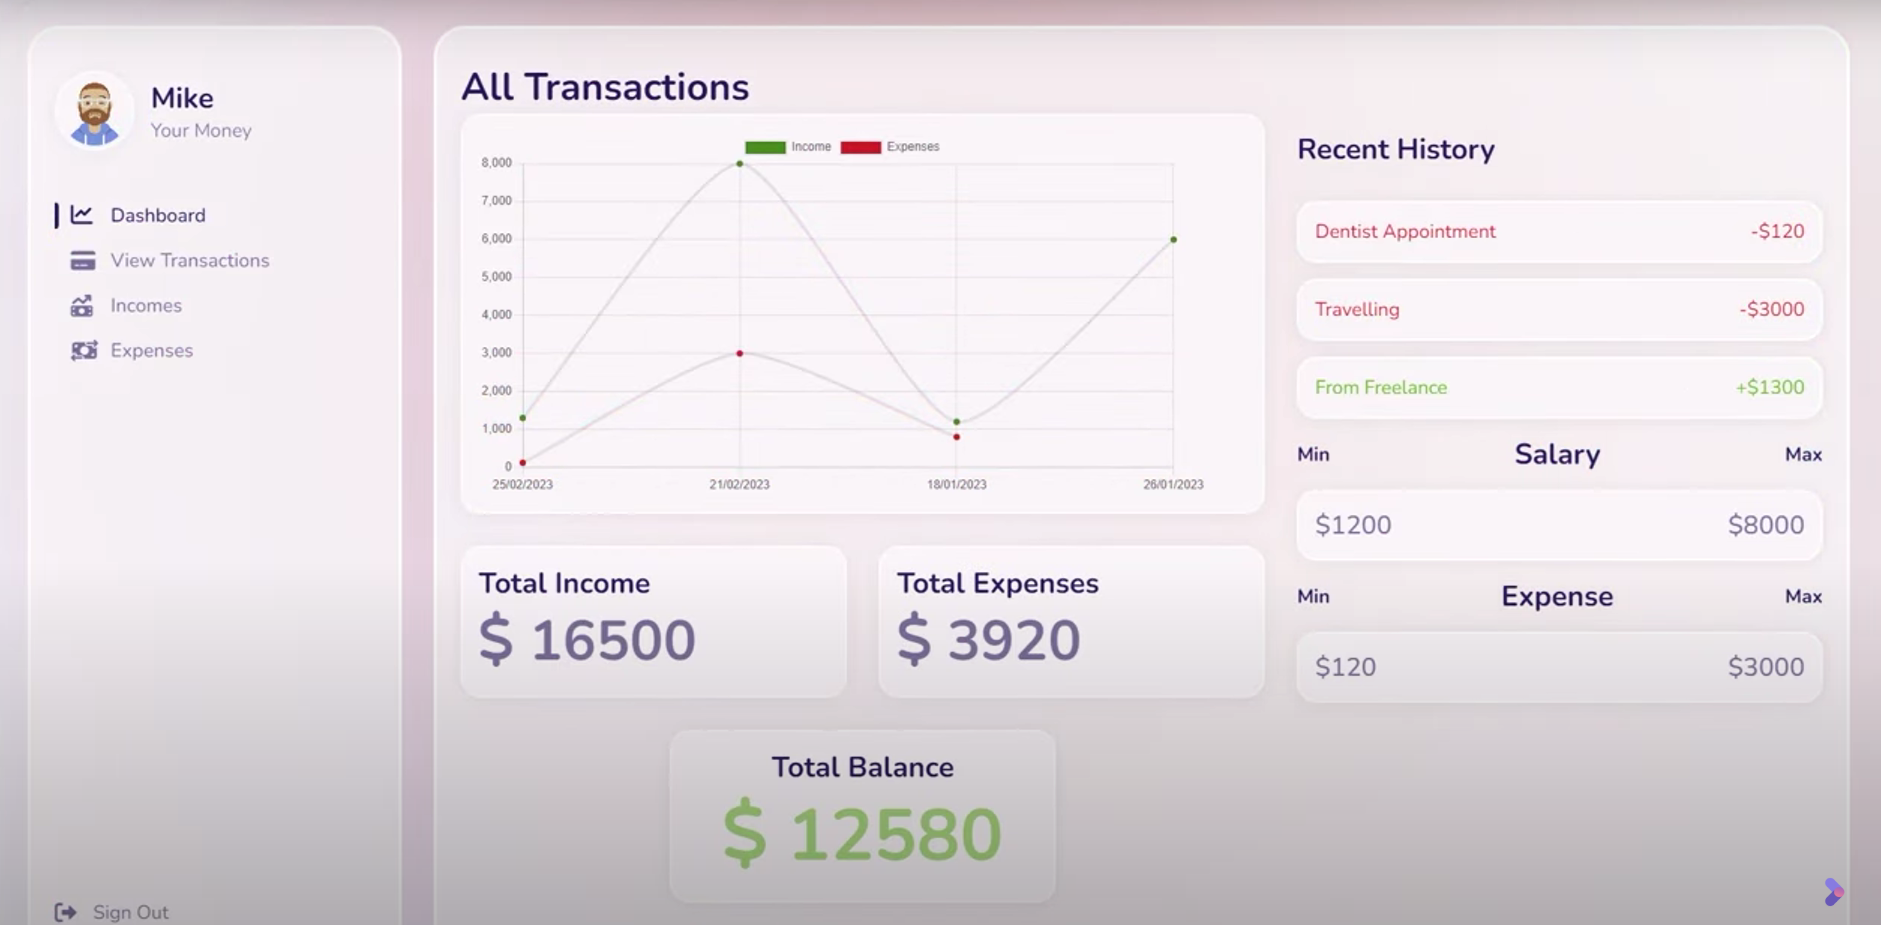 Mike
Your Money
Dashboard
View Transactions
Incomes
Expenses
Sign Out
All Transactions
Income Expenses
8,000
7,000
6,000
5,000
4,000
3,000
2,000
1,000
0
25/02/2023 21/02/2023 18/01/2023 26/01/2023
Total Income
$ 16500
Total Expenses
$ 3920
Total Balance
$ 12580
Recent History
Dentist Appointment -$120
Travelling -$3000
From Freelance +$1300
Min Salary Max
$1200 $8000
Min Expense Max
$120 $3000